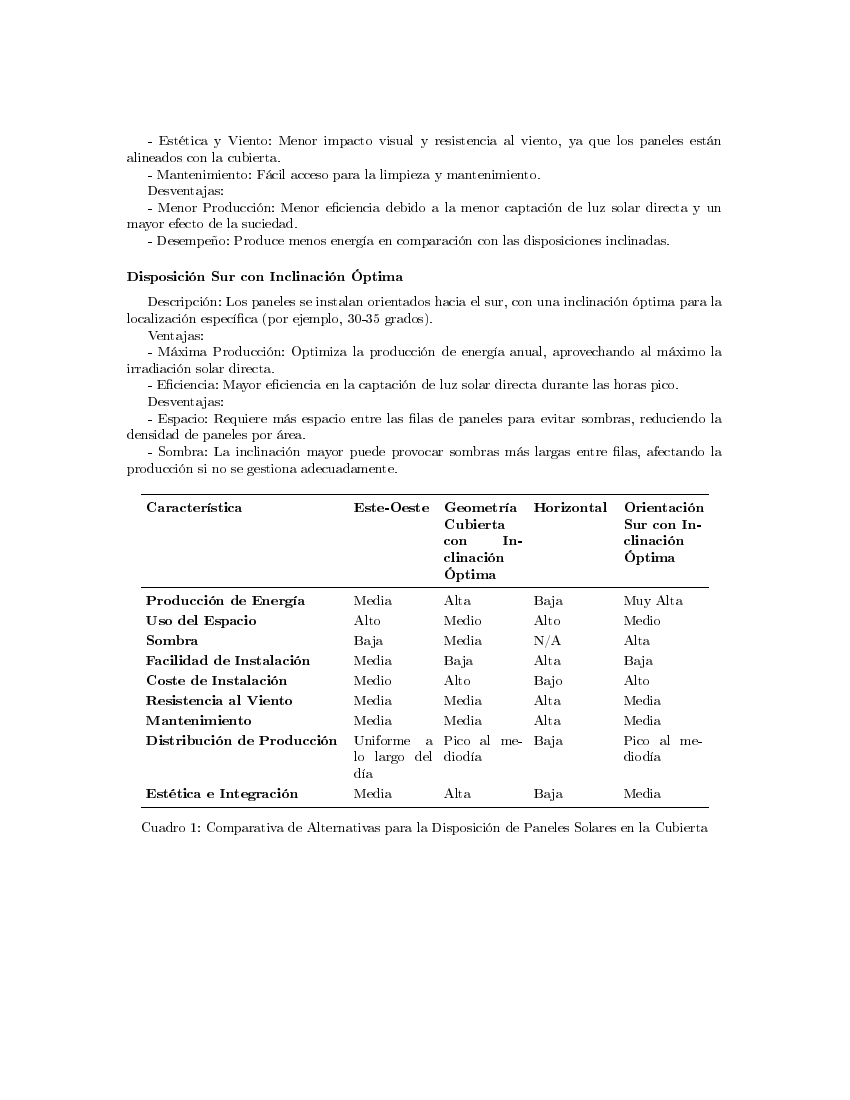 - Estética y Viento: Menor impacto visual y resistencia al viento, ya que los paneles están
alineados con la cubierta.
- Mantenimiento: Fácil acceso para la limpieza y mantenimiento.
Desventajas:
- Menor Producción: Menor eficiencia debido a la menor captación de luz solar directa y un
mayor efecto de la suciedad.
- Desempeño: Produce menos energía en comparación con las disposiciones inclinadas.
Disposición Sur con Inclinación Óptima
Descripción: Los paneles se instalan orientados hacia el sur, con una inclinación óptima para la
localización específica (por ejemplo, 30-35 grados).
Ventajas:
- Máxima Producción: Optimiza la producción de energía anual, aprovechando al máximo la
irradiación solar directa.
- Eficiencia: Mayor eficiencia en la captación de luz solar directa durante las horas pico.
Desventajas:
- Espacio: Requiere más espacio entre las filas de paneles para evitar sombras, reduciendo la
densidad de paneles por área.
- Sombra: La inclinación mayor puede provocar sombras más largas entre filas, afectando la
producción si no se gestiona adecuadamente.
Característica Este-Oeste Geometría Horizontal Orientación
Cubierta Sur con In-
con In- clinación
clinación Óptima
Óptima
Producción de Energía Media Alta Baja Muy Alta
Uso del Espacio Alto Medio Alto Medio
Sombra Baja Media N/A Alta
Facilidad de Instalación Media Baja Alta Baja
Coste de Instalación Medio Alto Bajo Alto
Resistencia al Viento Media Media Alta Media
Mantenimiento Media Media Alta Media
Distribución de Producción Uniforme a Pico al me- Baja Pico al me-
lo largo del diodía diodía
día
Estética e Integración Media Alta Baja Media
Cuadro 1: Comparativa de Alternativas para la Disposición de Paneles Solares en la Cubierta